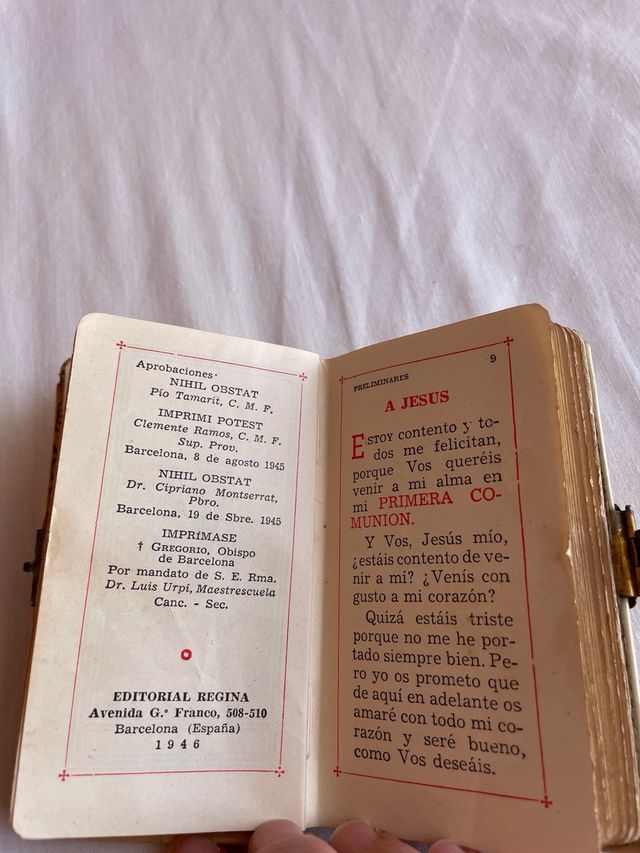 Aprobaciones·
NIHIL OBSTAT
Pío Tamarit, C. M. F.
IMPRIMI POTEST
Clemente Ramos, C. M. F.
Sup. Prov.
Barcelona, 8 de agosto 1945
NIHIL OBSTAT
Dr. Cipriano Montserrat,
Pbro.
Barcelona, 19 de Sbre. 1945
IMPRÍMASE
† GREGORIO, Obispo
de Barcelona
Por mandato de S. E. Rma.
Dr. Luis Urpí, Maestrescuela
Canc. - Sec.
EDITORIAL REGINA
Avenida G.º Franco, 508-510
Barcelona (España)
1946
PRELIMINARES 9
A JESUS
ESTOY contento y to-
dos me felicitan,
porque Vos queréis
venir a mi alma en
mi PRIMERA CO-
MUNION.
Y Vos, Jesús mío,
¿estáis contento de ve-
nir a mí? ¿Venís con
gusto a mi corazón?
Quizá estáis triste
porque no me he por-
tado siempre bien. Pe-
ro yo os prometo que
de aquí en adelante os
amaré con todo mi co-
razón y seré bueno,
como Vos deseáis.